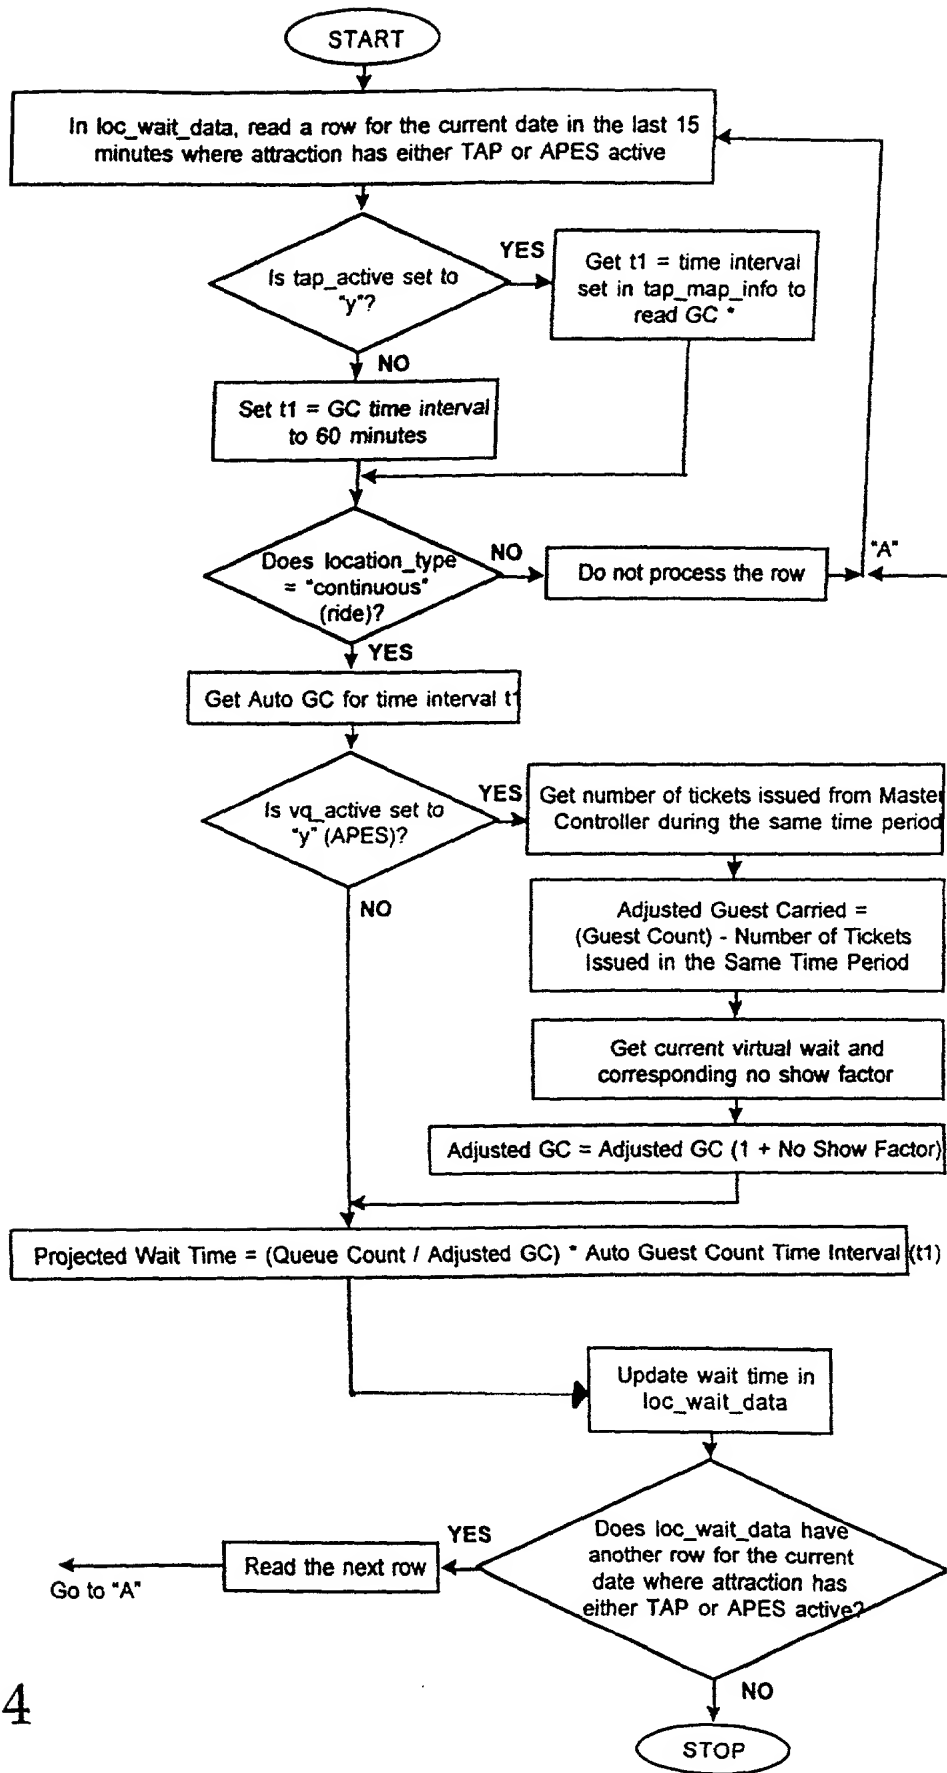 START
In loc_wait_data, read a row for the current date in the last 15
minutes where attraction has either TAP or APES active
Is tap_active set to
"y"?
YES
Get t1 = time interval
set in tap_map_info to
read GC *
NO
Set t1 = GC time interval
to 60 minutes
Does location_type
= "continuous"
(ride)?
NO
Do not process the row
"A"
YES
Get Auto GC for time interval t1
Is vq_active set to
"y" (APES)?
YES
Get number of tickets issued from Master
Controller during the same time period
NO
Adjusted Guest Carried =
(Guest Count) - Number of Tickets
Issued in the Same Time Period
Get current virtual wait and
corresponding no show factor
Adjusted GC = Adjusted GC (1 + No Show Factor)
Projected Wait Time = (Queue Count / Adjusted GC) * Auto Guest Count Time Interval (t1)
Update wait time in
loc_wait_data
Does loc_wait_data have
another row for the current
date where attraction has
either TAP or APES active?
YES
Read the next row
Go to "A"
NO
STOP
4